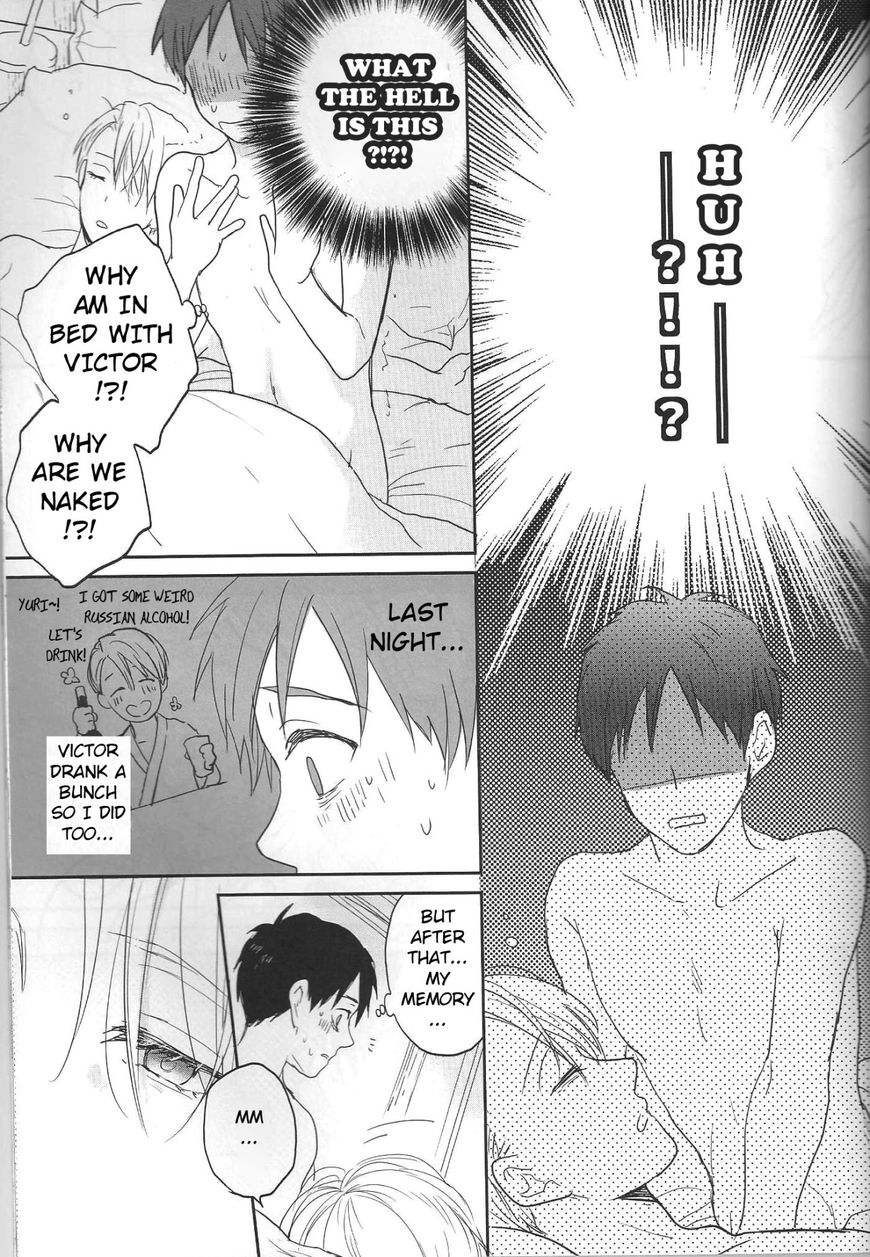 HUH
?!!?
WHAT
THE HELL
IS THIS
?!?!
WHY
AM IN
BED WITH
VICTOR
!?!
WHY
ARE WE
NAKED
!?!
LAST
NIGHT...
YURI~!
I GOT SOME WEIRD
RUSSIAN ALCOHOL!
LET'S
DRINK!
VICTOR
DRANK A
BUNCH
SO I DID
TOO...
BUT
AFTER
THAT...
MY
MEMORY
...
MM
...